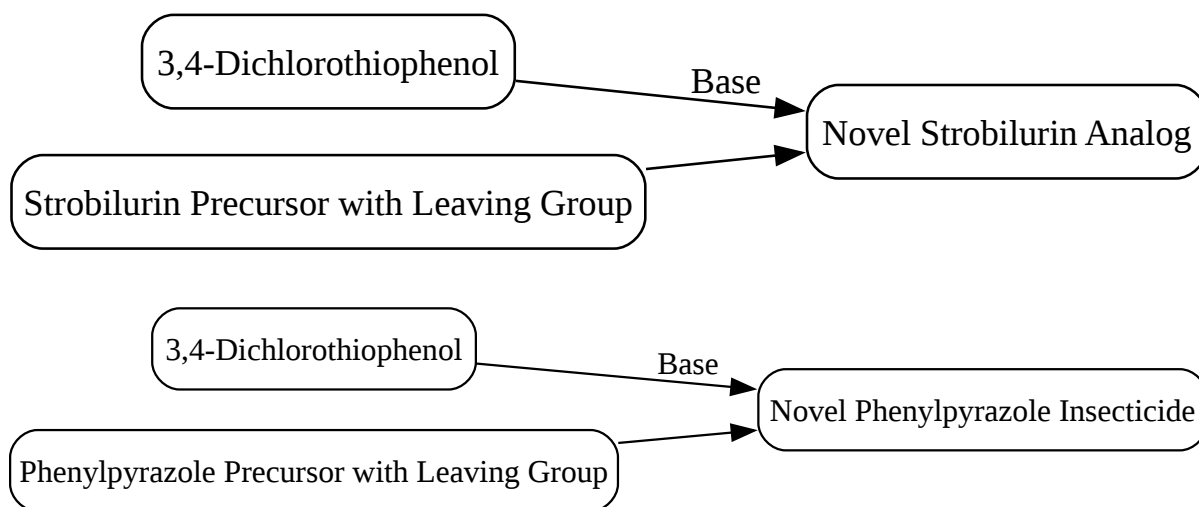 3,4-Dichlorothiophenol
Base
Novel Strobilurin Analog
Strobilurin Precursor with Leaving Group
3,4-Dichlorothiophenol
Base
Novel Phenylpyrazole Insecticide
Phenylpyrazole Precursor with Leaving Group